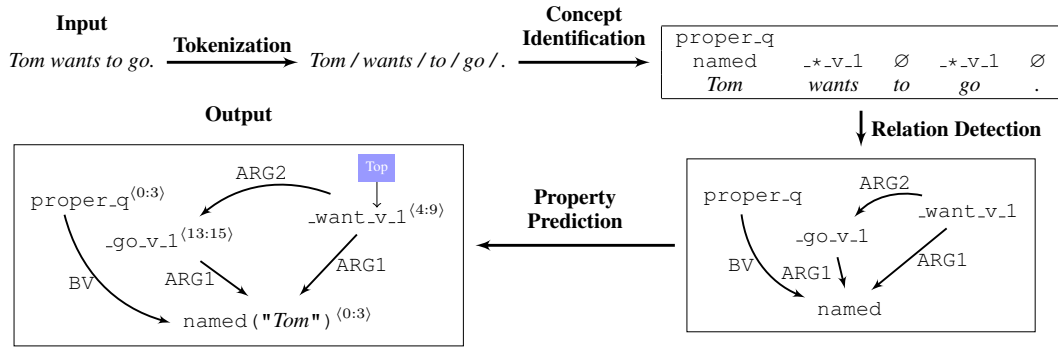 Input
Tom wants to go.
Tokenization
Tom / wants / to / go / .
Concept
Identification
proper_q
named _*_v_1 ∅ _*_v_1 ∅
Tom wants to go .
Relation Detection
proper_q
ARG2
_want_v_1
_go_v_1
BV
ARG1
ARG1
named
Property
Prediction
Output
Top
ARG2
proper_q⟨0:3⟩
_want_v_1⟨4:9⟩
_go_v_1⟨13:15⟩
BV
ARG1
ARG1
named("Tom")⟨0:3⟩